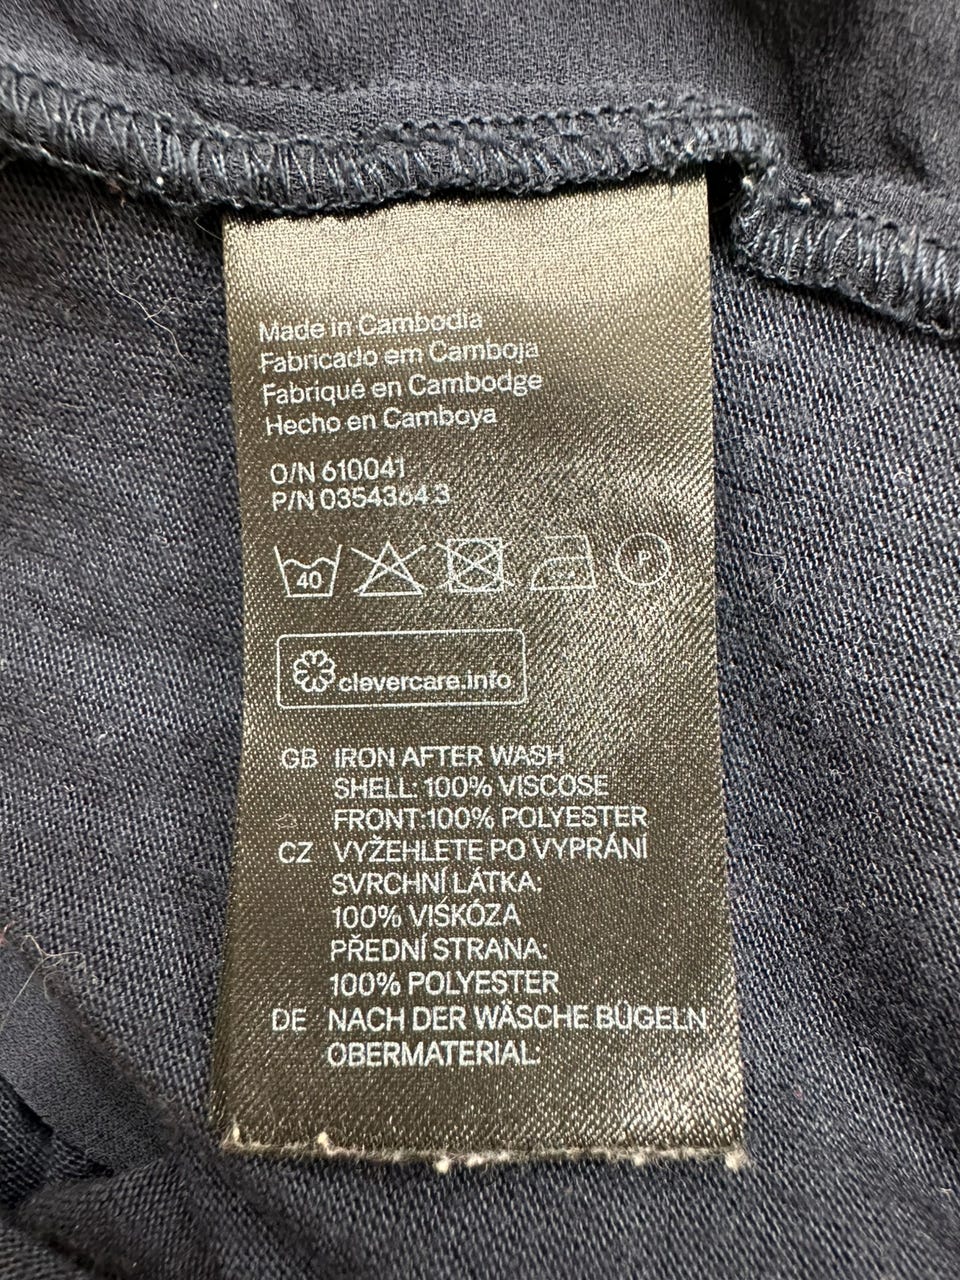 Made in Cambodia
Fabricado em Camboja
Fabriqué en Cambodge
Hecho en Camboya
O/N 610041
P/N 0354364 3
40 P
clevercare.info
GB IRON AFTER WASH
SHELL: 100% VISCOSE
FRONT:100% POLYESTER
CZ VYŽEHLETE PO VYPRÁNÍ
SVRCHNÍ LÁTKA:
100% VISKÓZA
PŘEDNÍ STRANA:
100% POLYESTER
DE NACH DER WÄSCHE BÜGELN
OBERMATERIAL: